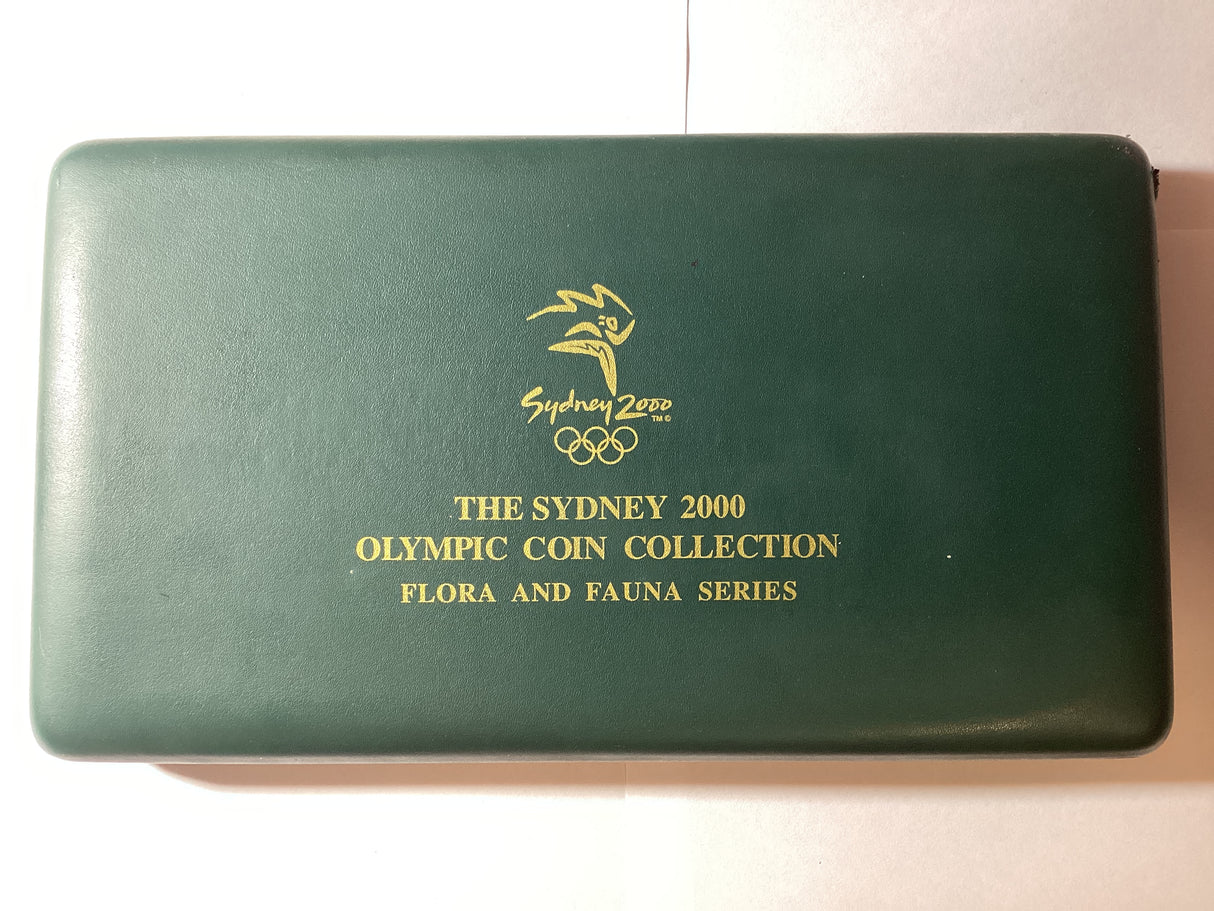 Sydney 2000
TM ©
THE SYDNEY 2000
OLYMPIC COIN COLLECTION
FLORA AND FAUNA SERIES